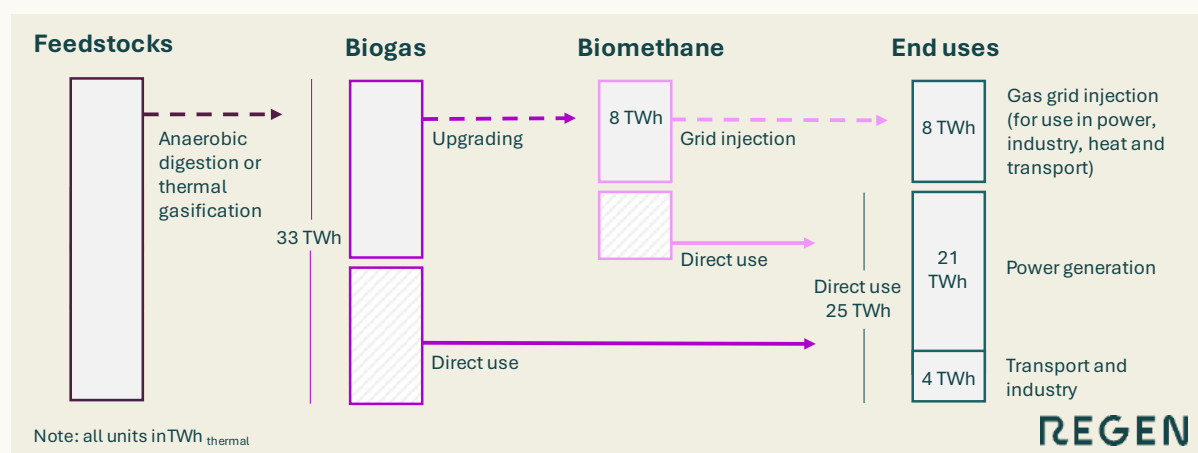 Feedstocks
Biogas
Biomethane
End uses
Anaerobic
digestion or
thermal
gasification
33 TWh
Upgrading
8 TWh
Grid injection
8 TWh
Gas grid injection
(for use in power,
industry, heat and
transport)
Direct use
Direct use
25 TWh
21
TWh
Power generation
Direct use
4 TWh
Transport and
industry
Note: all units inTWh thermal
REGEN